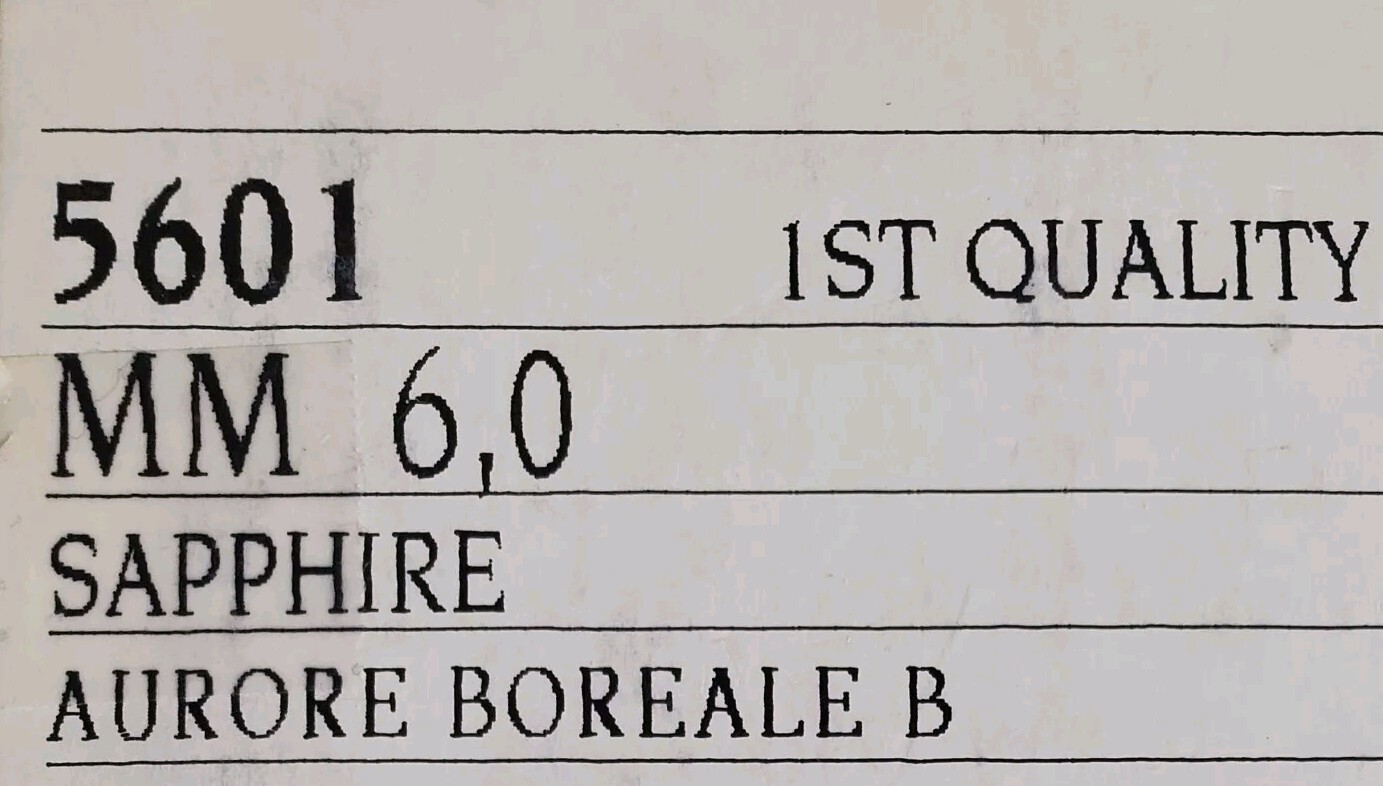 5601 1ST QUALITY
MM 6,0
SAPPHIRE
AURORE BOREALE B